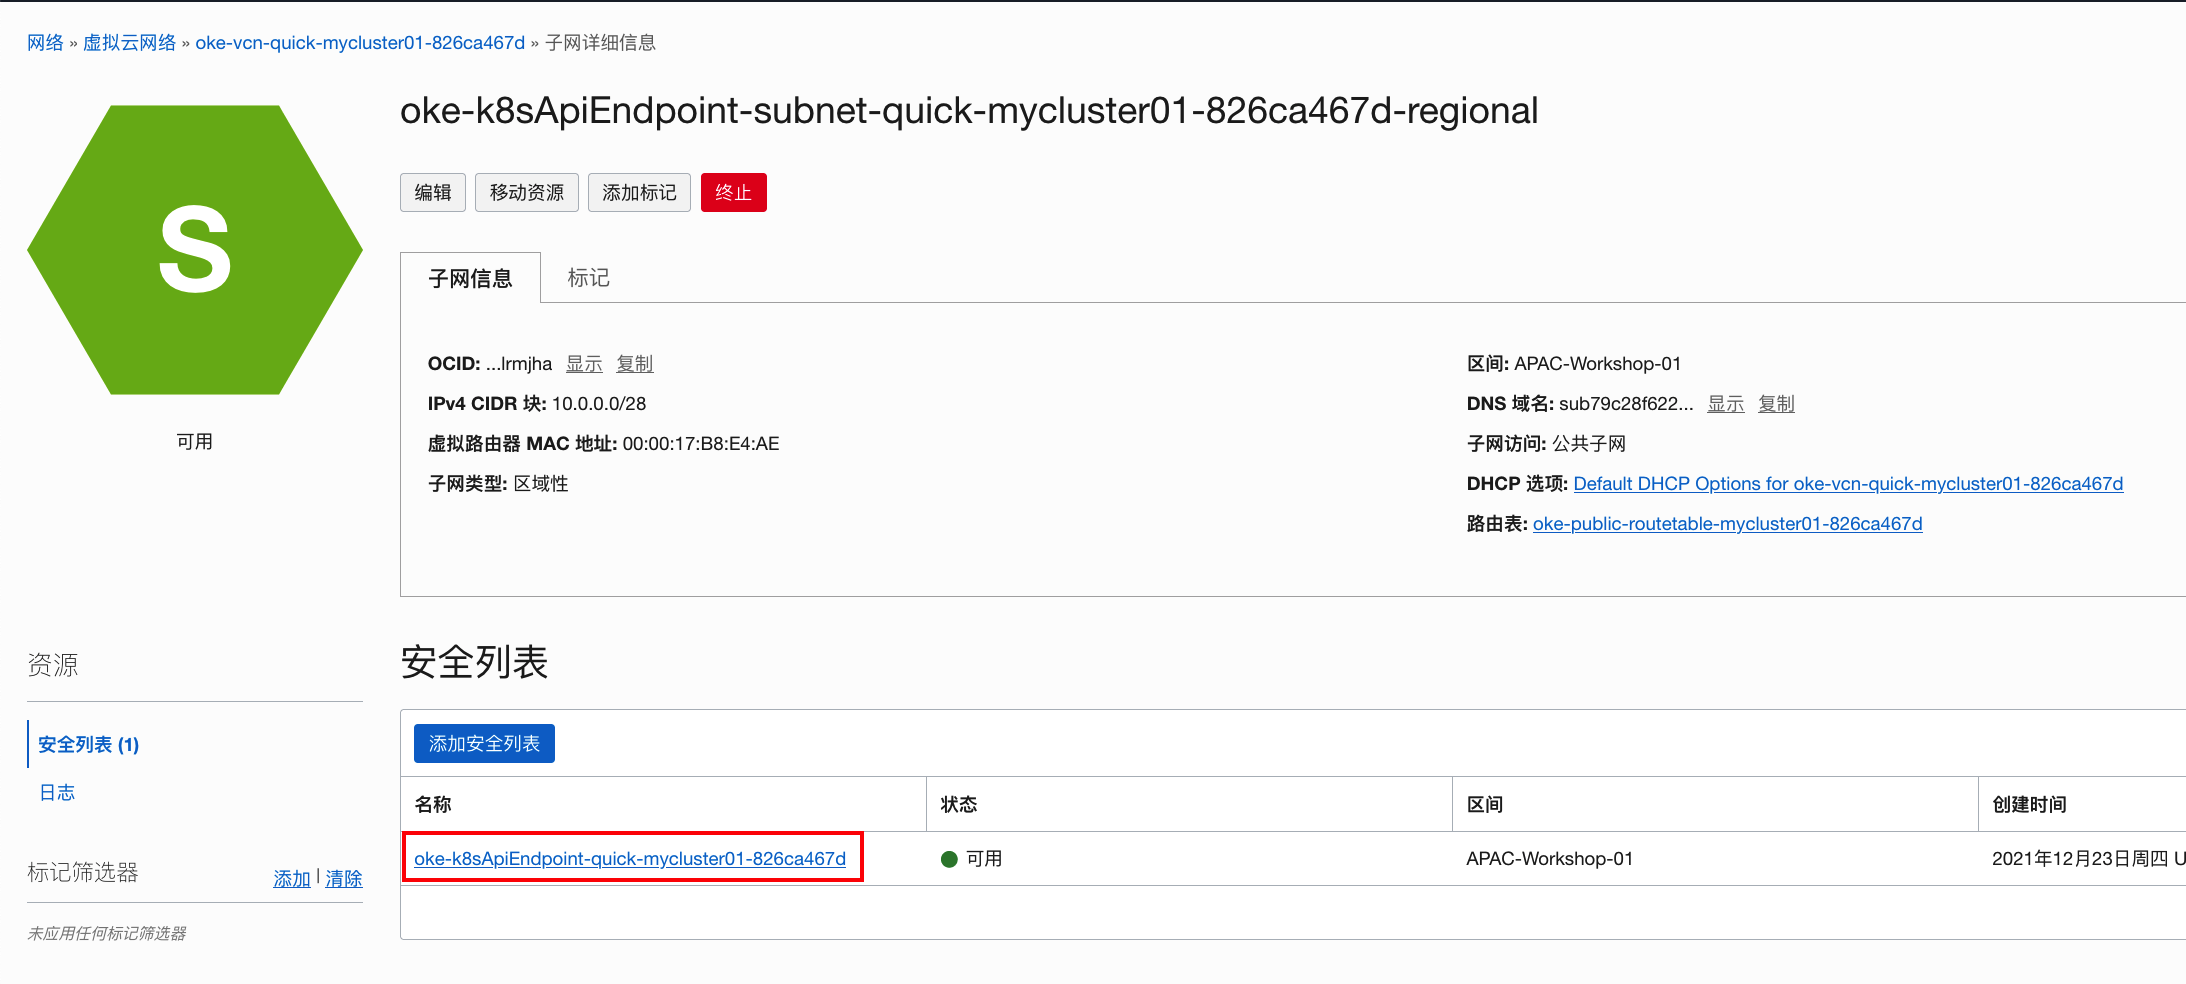 网络 » 虚拟云网络 » oke-vcn-quick-mycluster01-826ca467d » 子网详细信息
S
可用
oke-k8sApiEndpoint-subnet-quick-mycluster01-826ca467d-regional
编辑 移动资源 添加标记 终止
子网信息 标记
OCID: ...lrmjha 显示 复制
IPv4 CIDR 块: 10.0.0.0/28
虚拟路由器 MAC 地址: 00:00:17:B8:E4:AE
子网类型: 区域性
区间: APAC-Workshop-01
DNS 域名: sub79c28f622... 显示 复制
子网访问: 公共子网
DHCP 选项: Default DHCP Options for oke-vcn-quick-mycluster01-826ca467d
路由表: oke-public-routetable-mycluster01-826ca467d
资源
安全列表 (1)
日志
标记筛选器 添加 | 清除
未应用任何标记筛选器
安全列表
添加安全列表
名称 状态 区间 创建时间
oke-k8sApiEndpoint-quick-mycluster01-826ca467d 可用 APAC-Workshop-01 2021年12月23日周四 U